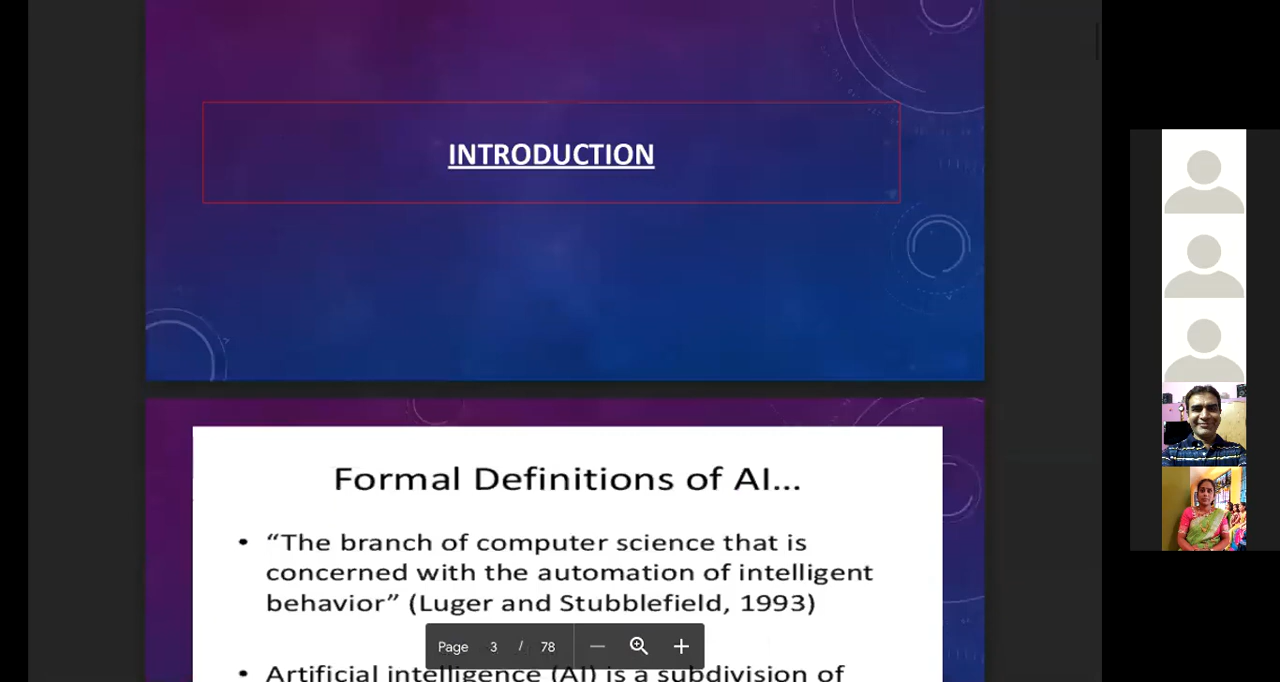 INTRODUCTION
Formal Definitions of AI...
• “The branch of computer science that is
concerned with the automation of intelligent
behavior” (Luger and Stubblefield, 1993)
Page 3 / 78
• Artificial intelligence (AI) is a subdivision of